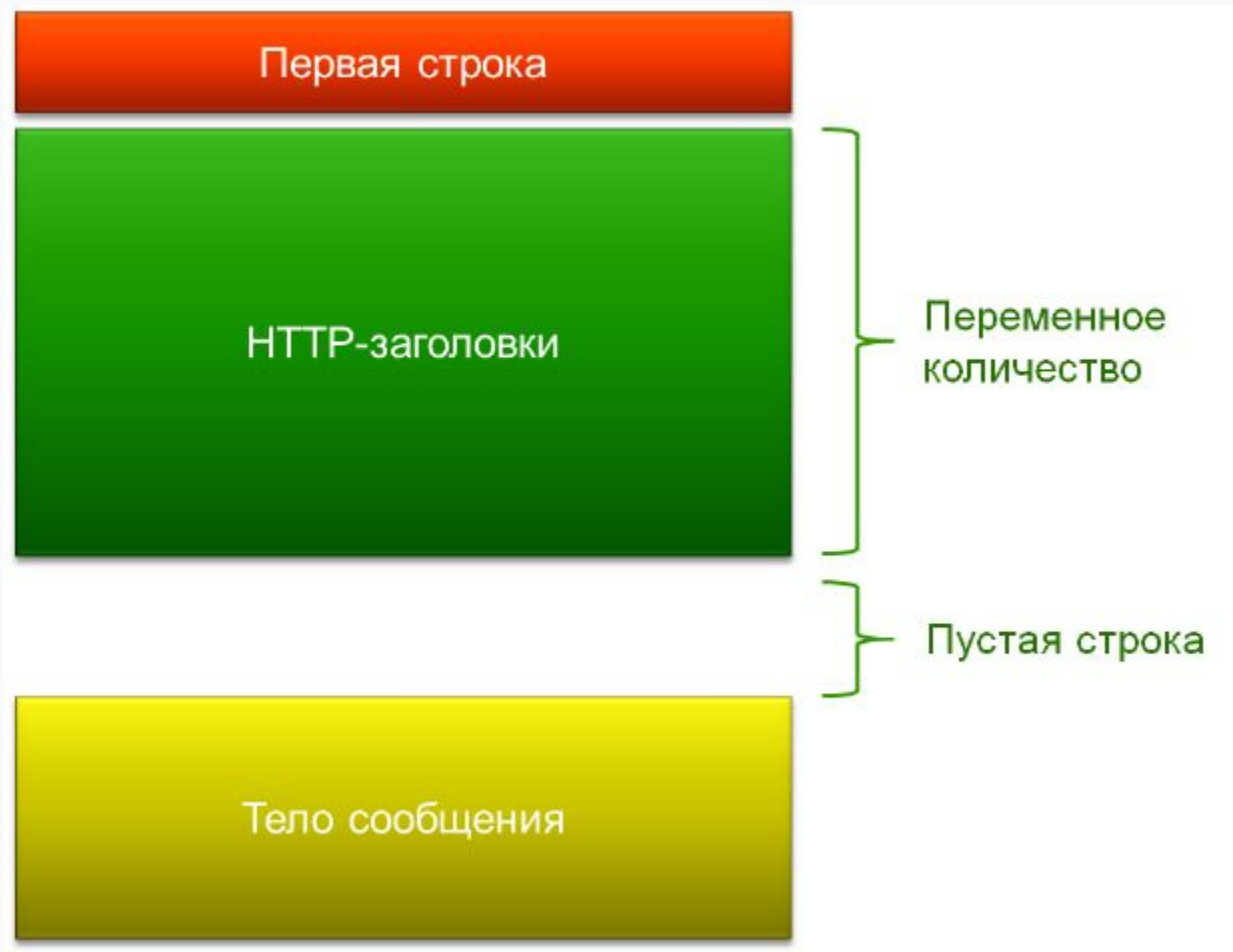 Первая строка
HTTP-заголовки
Переменное
количество
Пустая строка
Тело сообщения